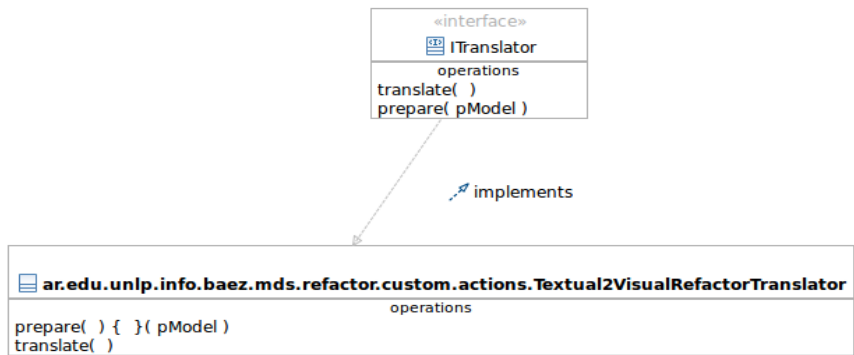 «interface»
ITranslator
operations
translate(  )
prepare( pModel )
implements
ar.edu.unlp.info.baez.mds.refactor.custom.actions.Textual2VisualRefactorTranslator
operations
prepare(  ) {  }( pModel )
translate(  )